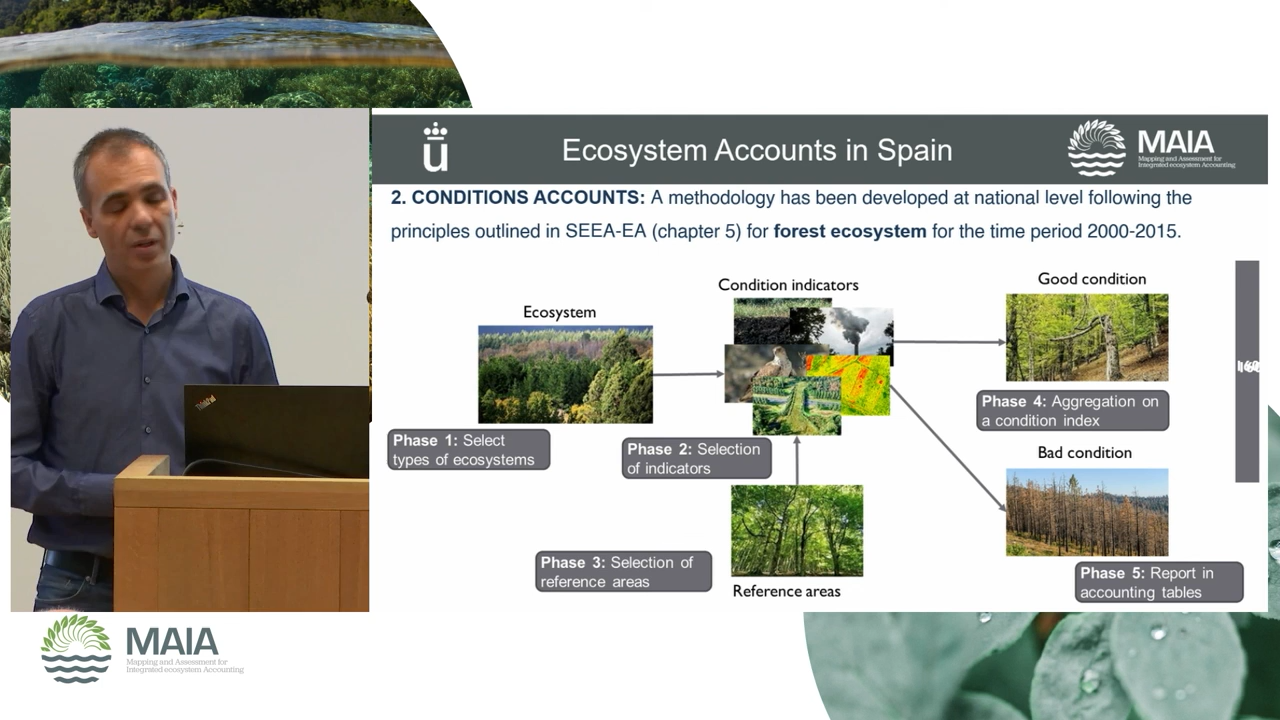 ü
Ecosystem Accounts in Spain
MAIA
Mapping and Assessment for
Integrated ecosystem Accounting
2. CONDITIONS ACCOUNTS: A methodology has been developed at national level following the
principles outlined in SEEA-EA (chapter 5) for forest ecosystem for the time period 2000-2015.
Ecosystem
Condition indicators
Good condition
Phase 1: Select
types of ecosystems
Phase 2: Selection
of indicators
Phase 4: Aggregation on
a condition index
Bad condition
Phase 3: Selection of
reference areas
Reference areas
Phase 5: Report in
accounting tables
ThinkPad
MAIA
Mapping and Assessment for
Integrated ecosystem Accounting